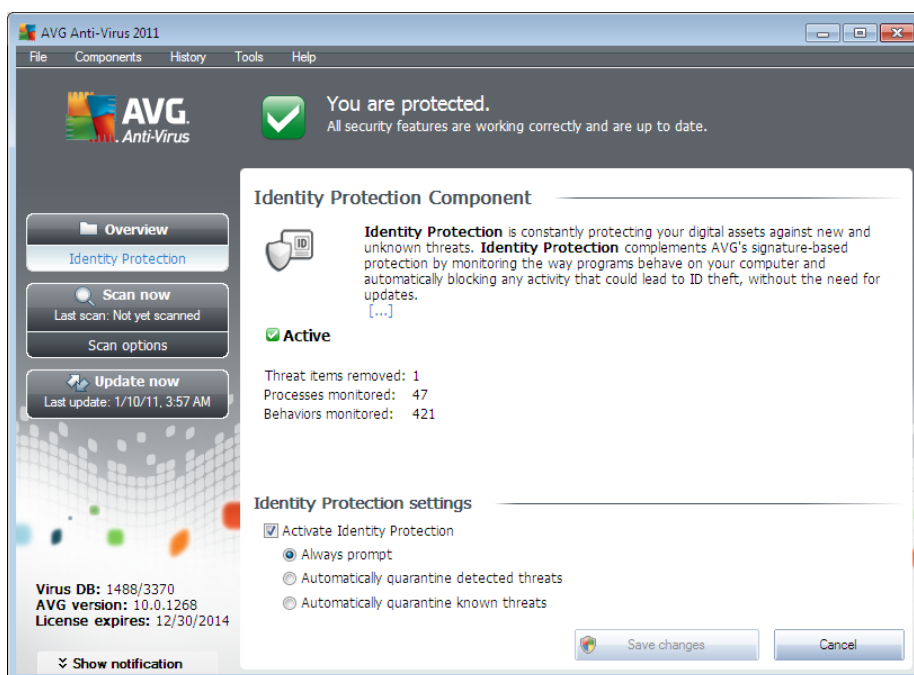 AVG Anti-Virus 2011
File Components History Tools Help
AVG.
Anti-Virus
You are protected.
All security features are working correctly and are up to date.
Overview
Identity Protection
Scan now
Last scan: Not yet scanned
Scan options
Update now
Last update: 1/10/11, 3:57 AM
Virus DB: 1488/3370
AVG version: 10.0.1268
License expires: 12/30/2014
Show notification
Identity Protection Component
ID
Identity Protection is constantly protecting your digital assets against new and
unknown threats. Identity Protection complements AVG's signature-based
protection by monitoring the way programs behave on your computer and
automatically blocking any activity that could lead to ID theft, without the need for
updates.
[...]
Active
Threat items removed: 1
Processes monitored: 47
Behaviors monitored: 421
Identity Protection settings
Activate Identity Protection
Always prompt
Automatically quarantine detected threats
Automatically quarantine known threats
Save changes Cancel